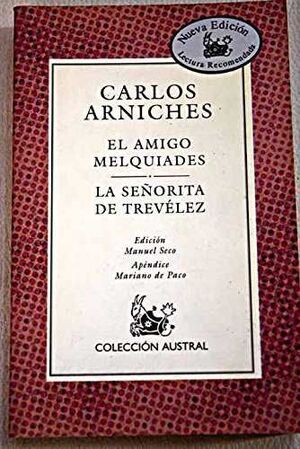 Nueva Edición
Lectura Recomendada
CARLOS
ARNICHES
EL AMIGO
MELQUIADES
LA SEÑORITA
DE TREVÉLEZ
Edición
Manuel Seco
Apéndice
Mariano de Paco
COLECCIÓN AUSTRAL